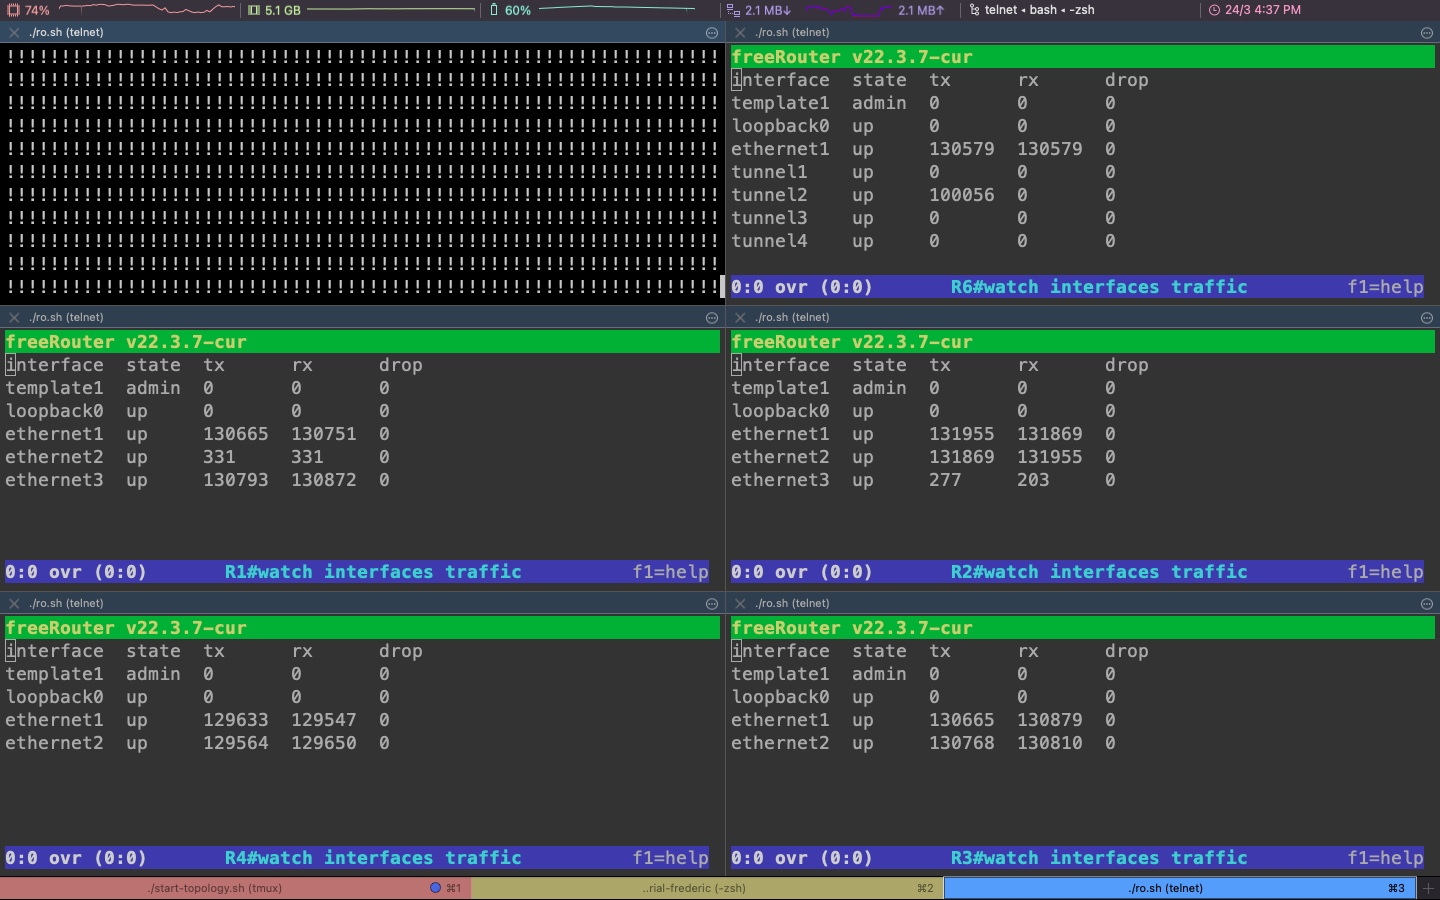 74% 5.1 GB 60% 2.1 MB↓ 2.1 MB↑ telnet ◂ bash ◂ -zsh 24/3 4:37 PM
./ro.sh (telnet)
!!!!!!!!!!!!!!!!!!!!!!!!!!!!!!!!!!!!!!!!!!!!!!!!!!!!!!!!!!!!!!!!!
!!!!!!!!!!!!!!!!!!!!!!!!!!!!!!!!!!!!!!!!!!!!!!!!!!!!!!!!!!!!!!!!!
!!!!!!!!!!!!!!!!!!!!!!!!!!!!!!!!!!!!!!!!!!!!!!!!!!!!!!!!!!!!!!!!!
!!!!!!!!!!!!!!!!!!!!!!!!!!!!!!!!!!!!!!!!!!!!!!!!!!!!!!!!!!!!!!!!!
!!!!!!!!!!!!!!!!!!!!!!!!!!!!!!!!!!!!!!!!!!!!!!!!!!!!!!!!!!!!!!!!!
!!!!!!!!!!!!!!!!!!!!!!!!!!!!!!!!!!!!!!!!!!!!!!!!!!!!!!!!!!!!!!!!!
!!!!!!!!!!!!!!!!!!!!!!!!!!!!!!!!!!!!!!!!!!!!!!!!!!!!!!!!!!!!!!!!!
!!!!!!!!!!!!!!!!!!!!!!!!!!!!!!!!!!!!!!!!!!!!!!!!!!!!!!!!!!!!!!!!!
!!!!!!!!!!!!!!!!!!!!!!!!!!!!!!!!!!!!!!!!!!!!!!!!!!!!!!!!!!!!!!!!!
!!!!!!!!!!!!!!!!!!!!!!!!!!!!!!!!!!!!!!!!!!!!!!!!!!!!!!!!!!!!!!!!!
!!!!!!!!!!!!!!!!!!!!!!!!!!!!!!!!!!!!!!!!!!!!!!!!!!!!!!!!!!!!!!!!!
./ro.sh (telnet)
freeRouter v22.3.7-cur
interface state tx rx drop
template1 admin 0 0 0
loopback0 up 0 0 0
ethernet1 up 130579 130579 0
tunnel1 up 0 0 0
tunnel2 up 100056 0 0
tunnel3 up 0 0 0
tunnel4 up 0 0 0
0:0 ovr (0:0) R6#watch interfaces traffic f1=help
./ro.sh (telnet)
freeRouter v22.3.7-cur
interface state tx rx drop
template1 admin 0 0 0
loopback0 up 0 0 0
ethernet1 up 130665 130751 0
ethernet2 up 331 331 0
ethernet3 up 130793 130872 0
0:0 ovr (0:0) R1#watch interfaces traffic f1=help
./ro.sh (telnet)
freeRouter v22.3.7-cur
interface state tx rx drop
template1 admin 0 0 0
loopback0 up 0 0 0
ethernet1 up 131955 131869 0
ethernet2 up 131869 131955 0
ethernet3 up 277 203 0
0:0 ovr (0:0) R2#watch interfaces traffic f1=help
./ro.sh (telnet)
freeRouter v22.3.7-cur
interface state tx rx drop
template1 admin 0 0 0
loopback0 up 0 0 0
ethernet1 up 129633 129547 0
ethernet2 up 129564 129650 0
0:0 ovr (0:0) R4#watch interfaces traffic f1=help
./ro.sh (telnet)
freeRouter v22.3.7-cur
interface state tx rx drop
template1 admin 0 0 0
loopback0 up 0 0 0
ethernet1 up 130665 130879 0
ethernet2 up 130768 130810 0
0:0 ovr (0:0) R3#watch interfaces traffic f1=help
./start-topology.sh (tmux) ⌘1 ..rial-frederic (-zsh) ⌘2 ./ro.sh (telnet) ⌘3